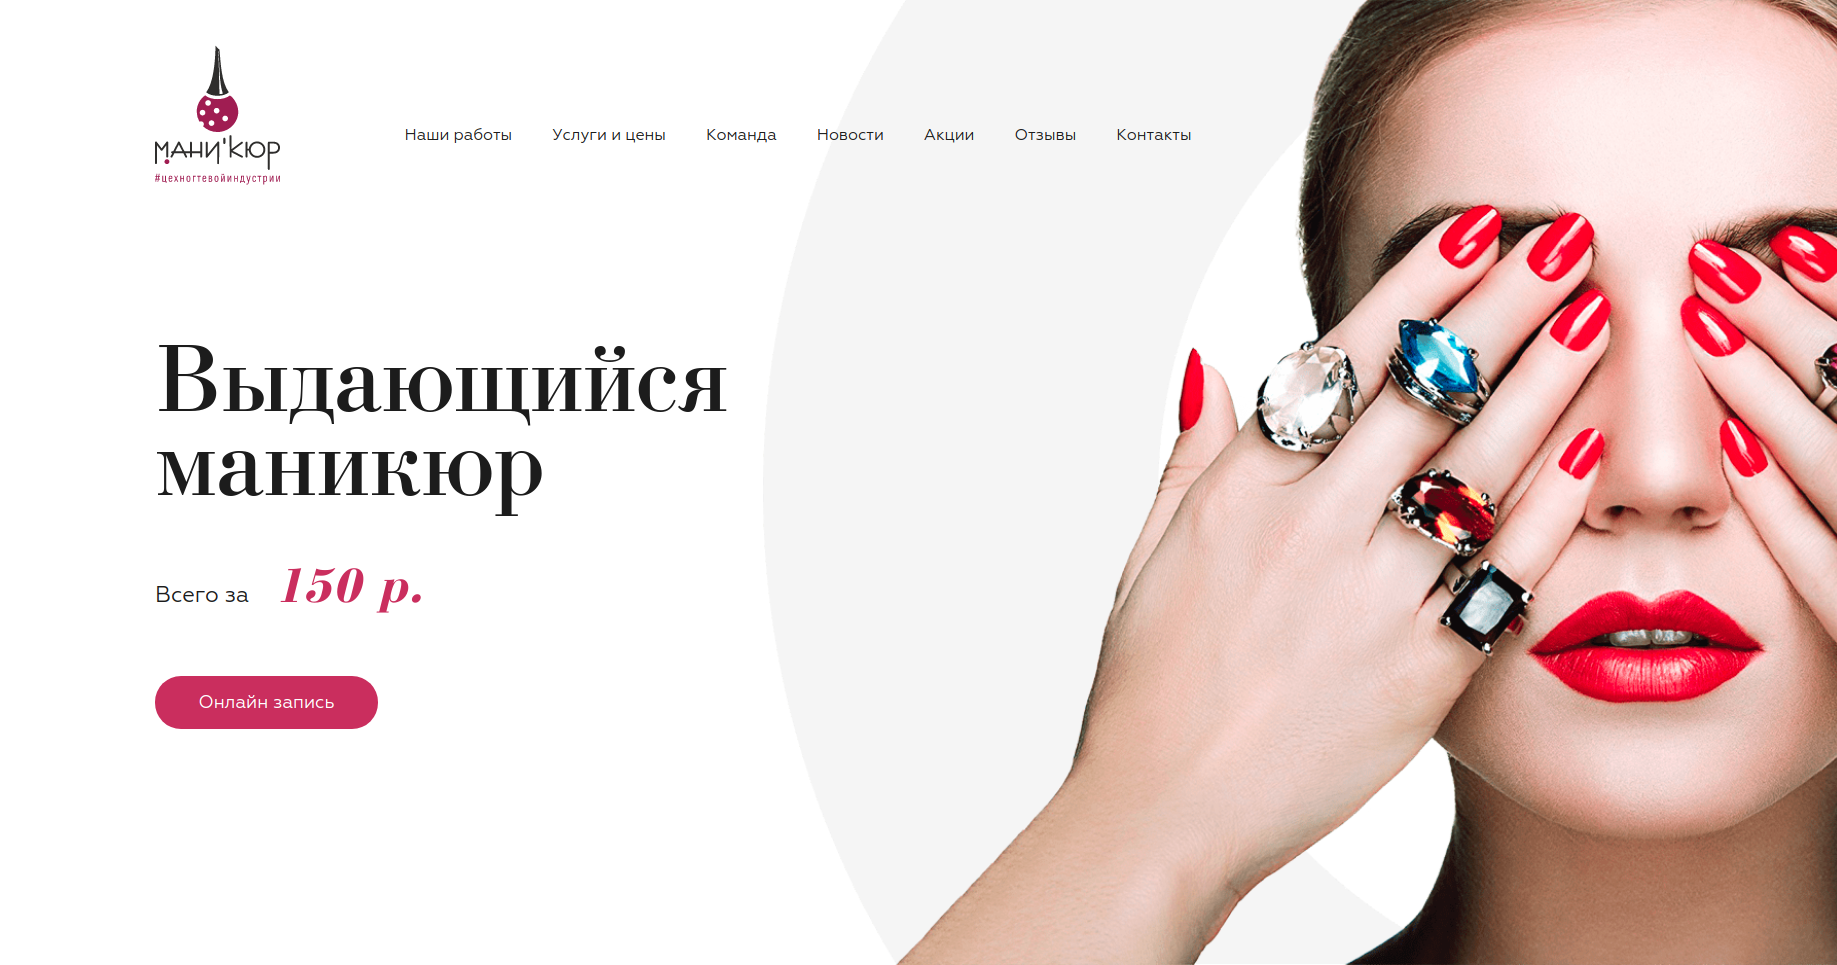 МАНИ'КЮР
#цехногтевойиндустрии
Наши работы Услуги и цены Команда Новости Акции Отзывы Контакты
Выдающийся
маникюр
Всего за 150 р.
Онлайн запись